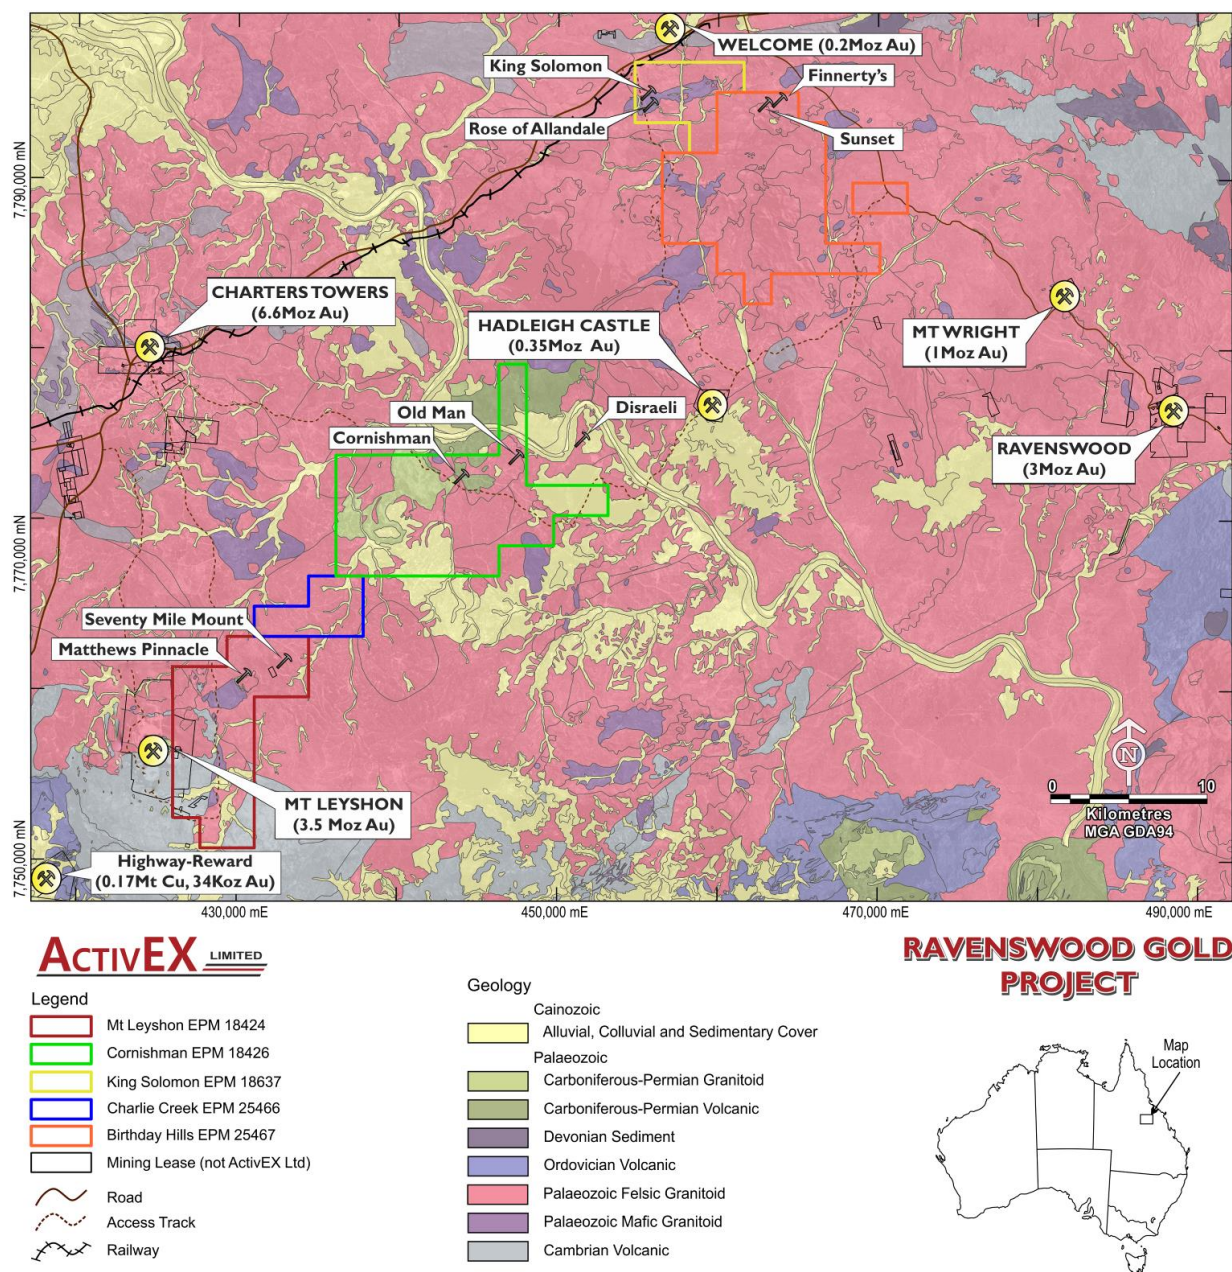 WELCOME (0.2Moz Au)
King Solomon
Finnerty's
Rose of Allandale
Sunset
7,790,000 mN
CHARTERS TOWERS
(6.6Moz Au)
HADLEIGH CASTLE
(0.35Moz Au)
MT WRIGHT
(1Moz Au)
Old Man
Disraeli
Cornishman
RAVENSWOOD
(3Moz Au)
7,770,000 mN
Seventy Mile Mount
Matthews Pinnacle
N
MT LEYSHON
(3.5 Moz Au)
0 10
Kilometres
MGA GDA94
7,750,000 mN
Highway-Reward
(0.17Mt Cu, 34Koz Au)
430,000 mE
450,000 mE
470,000 mE
490,000 mE
ACTIVEX LIMITED
RAVENSWOOD GOLD
PROJECT
Legend
Mt Leyshon EPM 18424
Cornishman EPM 18426
King Solomon EPM 18637
Charlie Creek EPM 25466
Birthday Hills EPM 25467
Mining Lease (not ActivEX Ltd)
Road
Access Track
Railway
Geology
Cainozoic
Alluvial, Colluvial and Sedimentary Cover
Palaeozoic
Carboniferous-Permian Granitoid
Carboniferous-Permian Volcanic
Devonian Sediment
Ordovician Volcanic
Palaeozoic Felsic Granitoid
Palaeozoic Mafic Granitoid
Cambrian Volcanic
Map
Location